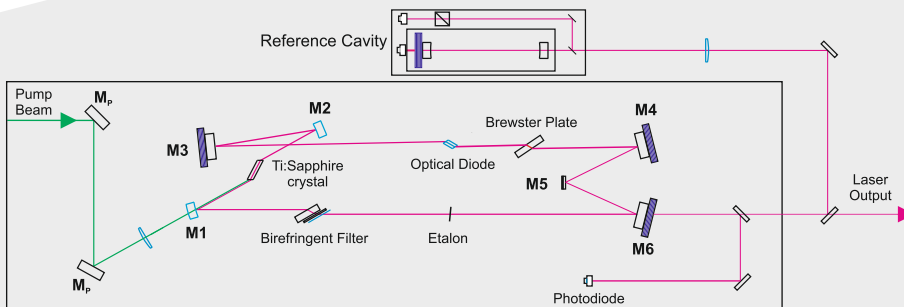 Reference Cavity
Pump
Beam
Mₚ
M2
M4
Brewster Plate
M3
Optical Diode
Ti:Sapphire
crystal
M5
Laser
Output
M1
Birefringent Filter
Etalon
M6
Mₚ
Photodiode